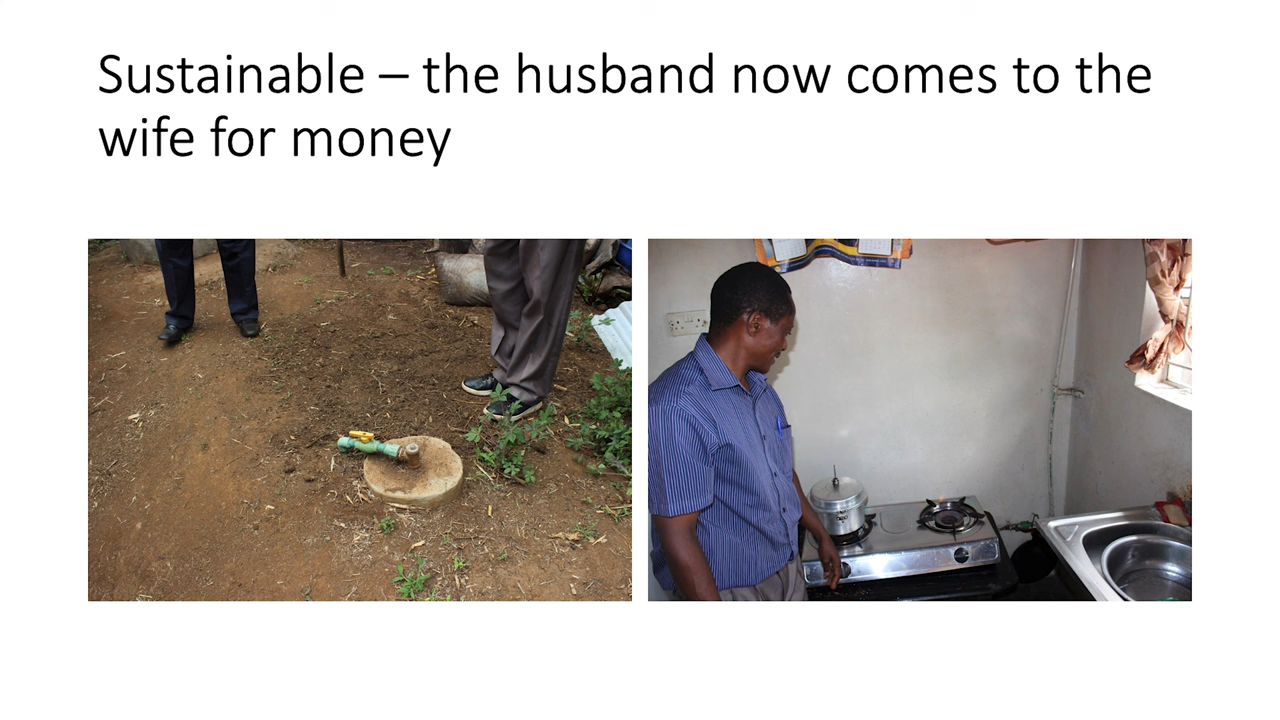 Sustainable – the husband now comes to the
wife for money